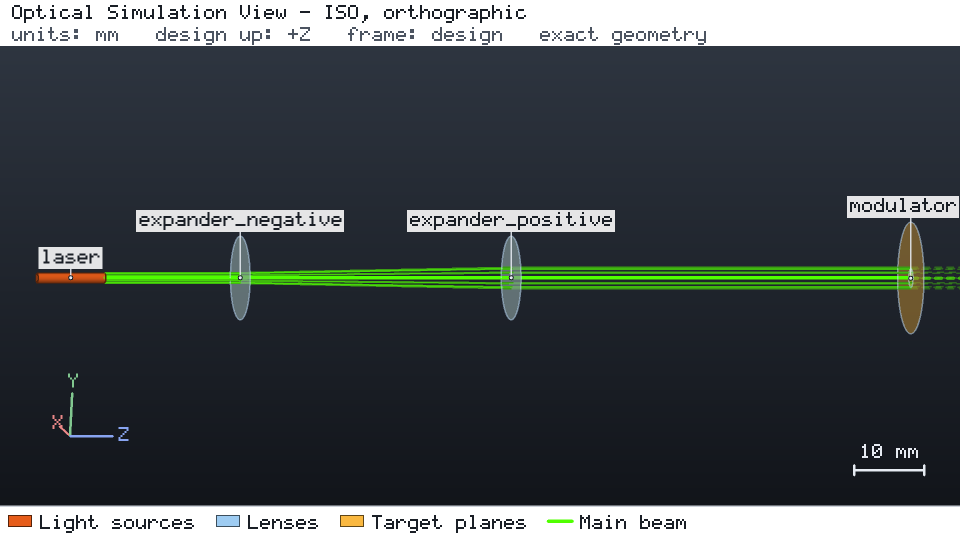 Optical Simulation View - ISO, orthographic
units: mm   design up: +Z   frame: design   exact geometry
modulator
expander_negative
expander_positive
laser
Y
X
Z
10 mm
Light sources
Lenses
Target planes
Main beam